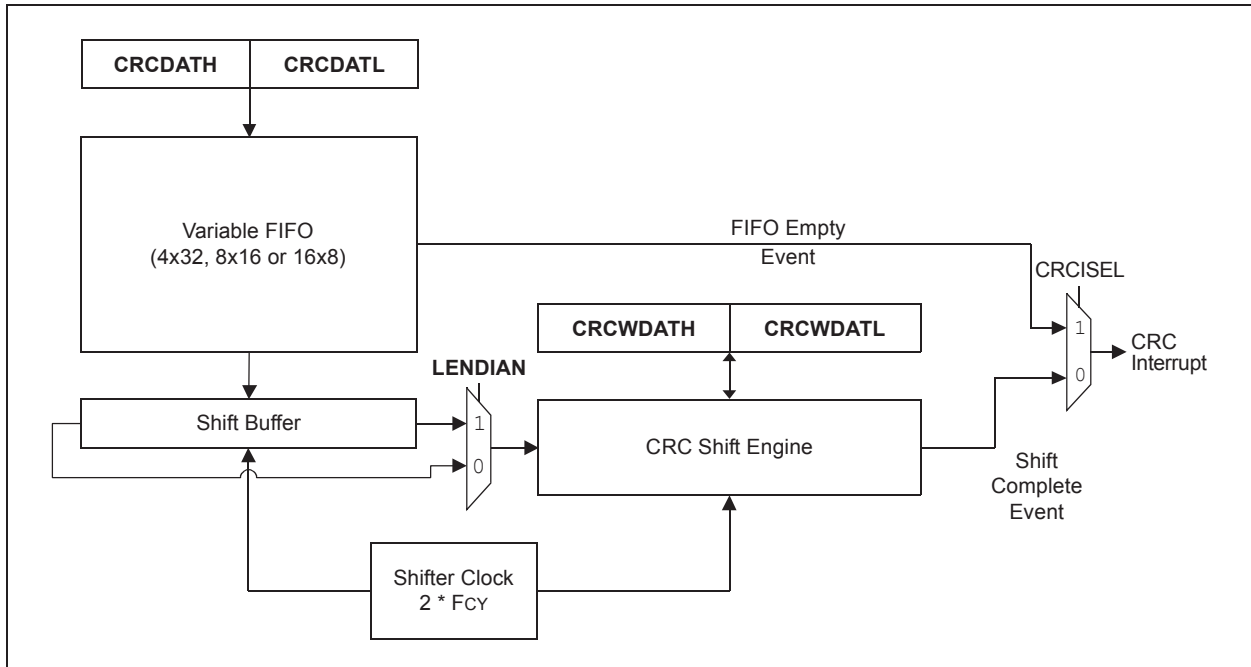 CRCDATH
CRCDATL
Variable FIFO
(4x32, 8x16 or 16x8)
FIFO Empty
Event
CRCISEL
1
0
CRC
Interrupt
CRCWDATH
CRCWDATL
LENDIAN
Shift Buffer
1
0
CRC Shift Engine
Shift
Complete
Event
Shifter Clock
2 * FCY